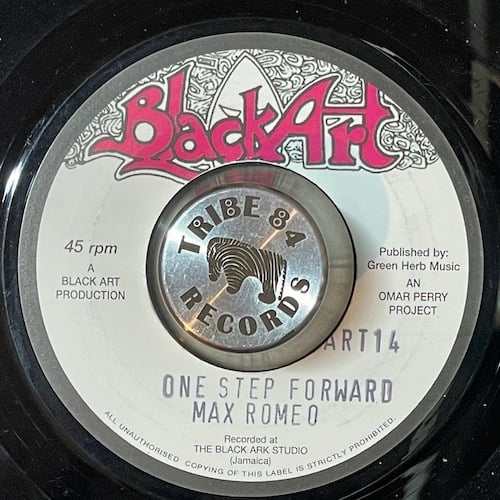 Black Art
TRIBE 84
RECORDS
45 rpm
A
BLACK ART
PRODUCTION
Published by:
Green Herb Music
AN
OMAR PERRY
PROJECT
ART14
ONE STEP FORWARD
MAX ROMEO
Recorded at
THE BLACK ARK STUDIO
(Jamaica)
ALL UNAUTHORISED COPYING OF THIS LABEL IS STRICTLY PROHIBITED.